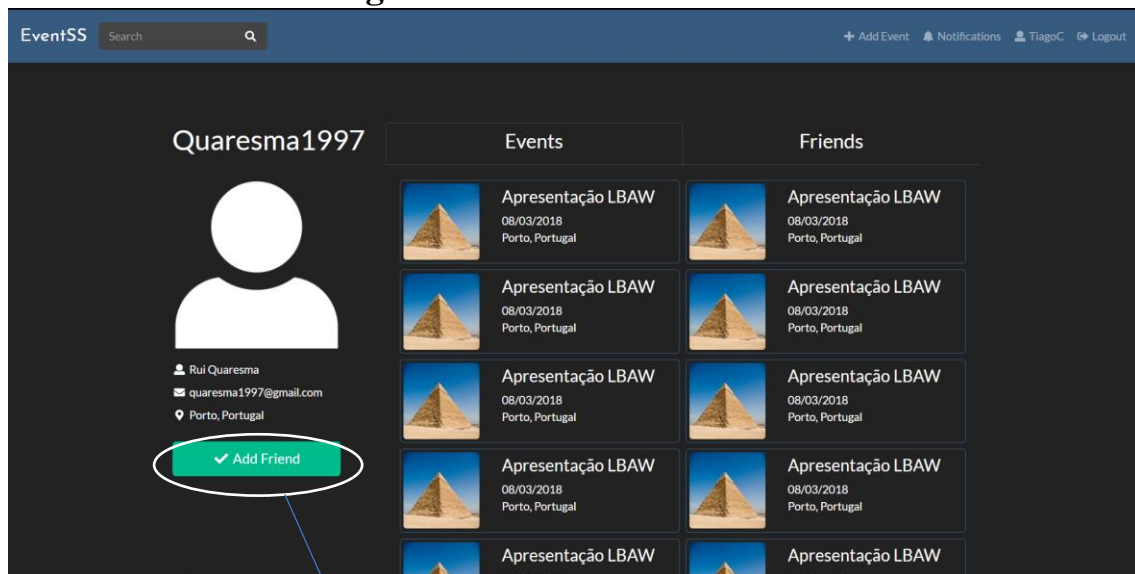 EventSS Search Add Event Notifications TiagoC Logout
Quaresma1997 Events Friends
Apresentação LBAW Apresentação LBAW
08/03/2018 08/03/2018
Porto, Portugal Porto, Portugal
Apresentação LBAW Apresentação LBAW
08/03/2018 08/03/2018
Porto, Portugal Porto, Portugal
Rui Quaresma
quaresma1997@gmail.com
Porto, Portugal
Apresentação LBAW Apresentação LBAW
08/03/2018 08/03/2018
Porto, Portugal Porto, Portugal
Add Friend
Apresentação LBAW Apresentação LBAW
08/03/2018 08/03/2018
Porto, Portugal Porto, Portugal
Apresentação LBAW Apresentação LBAW